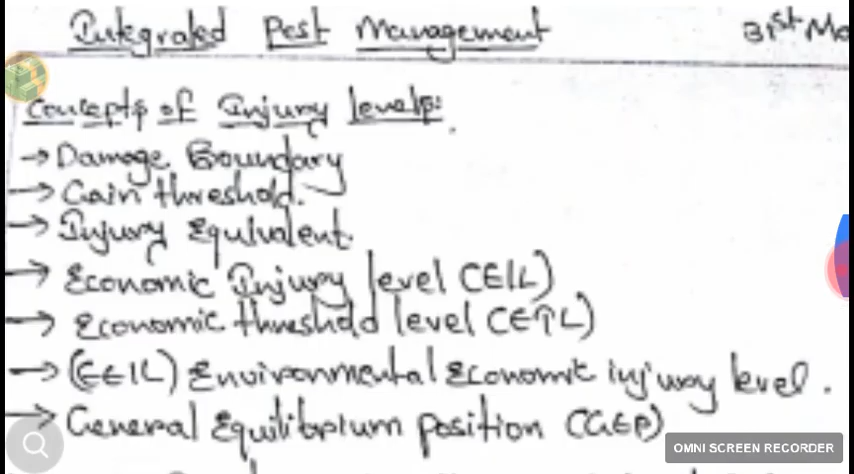 Integrated Pest Management 31st Ma
Concepts of Injury levels:
→ Damage Boundary
→ Gain threshold.
→ Injury Equivalent.
→ Economic Injury level (EIL)
→ Economic threshold level (ETL)
→ (EEIL) Environmental Economic injury level.
→ General Equilibrium position (GEP)
OMNI SCREEN RECORDER